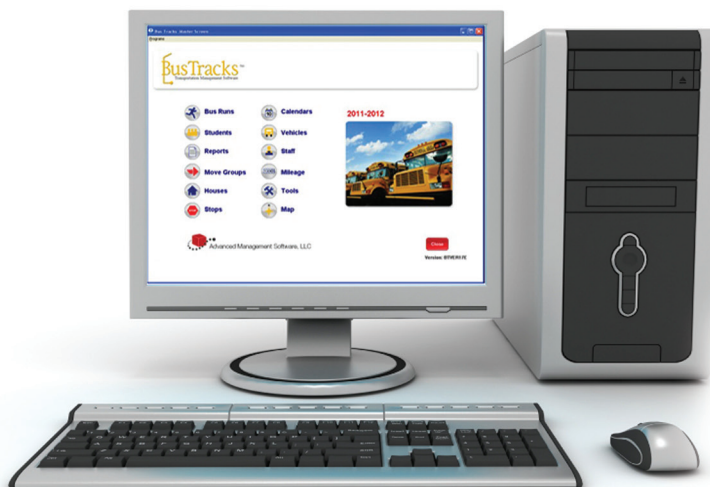 BusTracks™
Transportation Management Software
Bus Runs
Calendars
2011-2012
Students
Vehicles
Reports
Staff
Move Groups
Mileage
Houses
Tools
Stops
Map
Advanced Management Software, LLC
Close